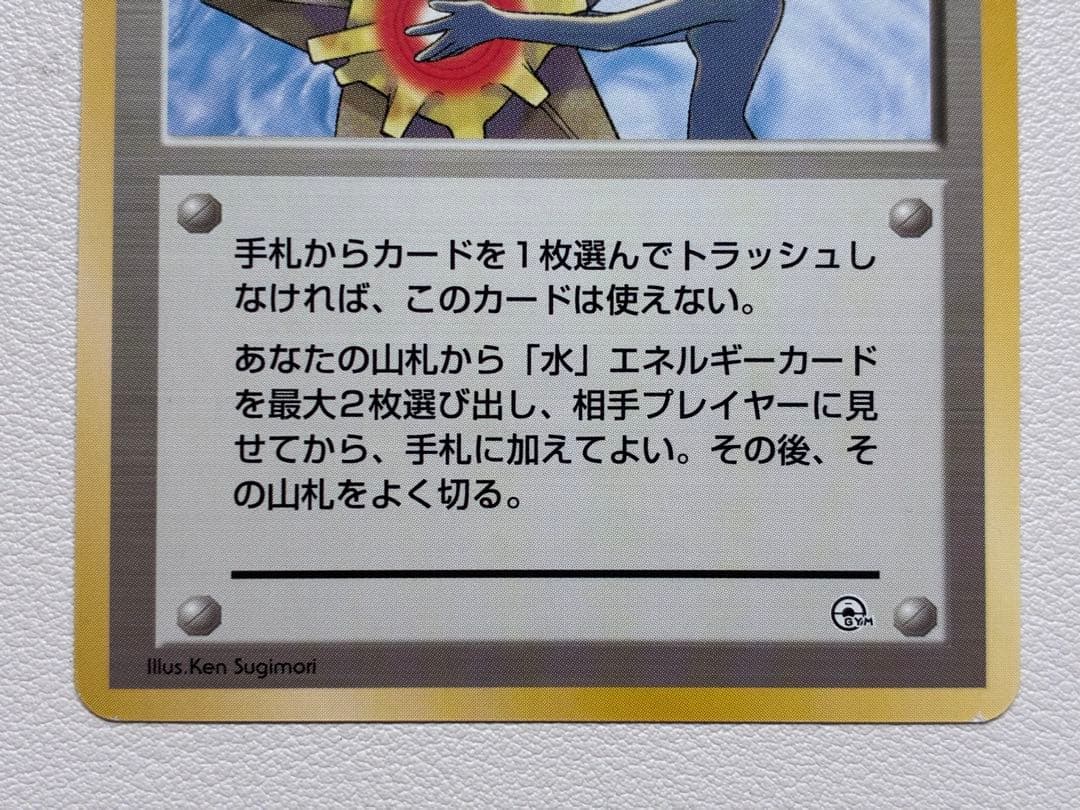 手札からカードを1枚選んでトラッシュし
なければ、このカードは使えない。
あなたの山札から「水」エネルギーカード
を最大2枚選び出し、相手プレイヤーに見
せてから、手札に加えてよい。その後、そ
の山札をよく切る。
GYM
Illus.Ken Sugimori